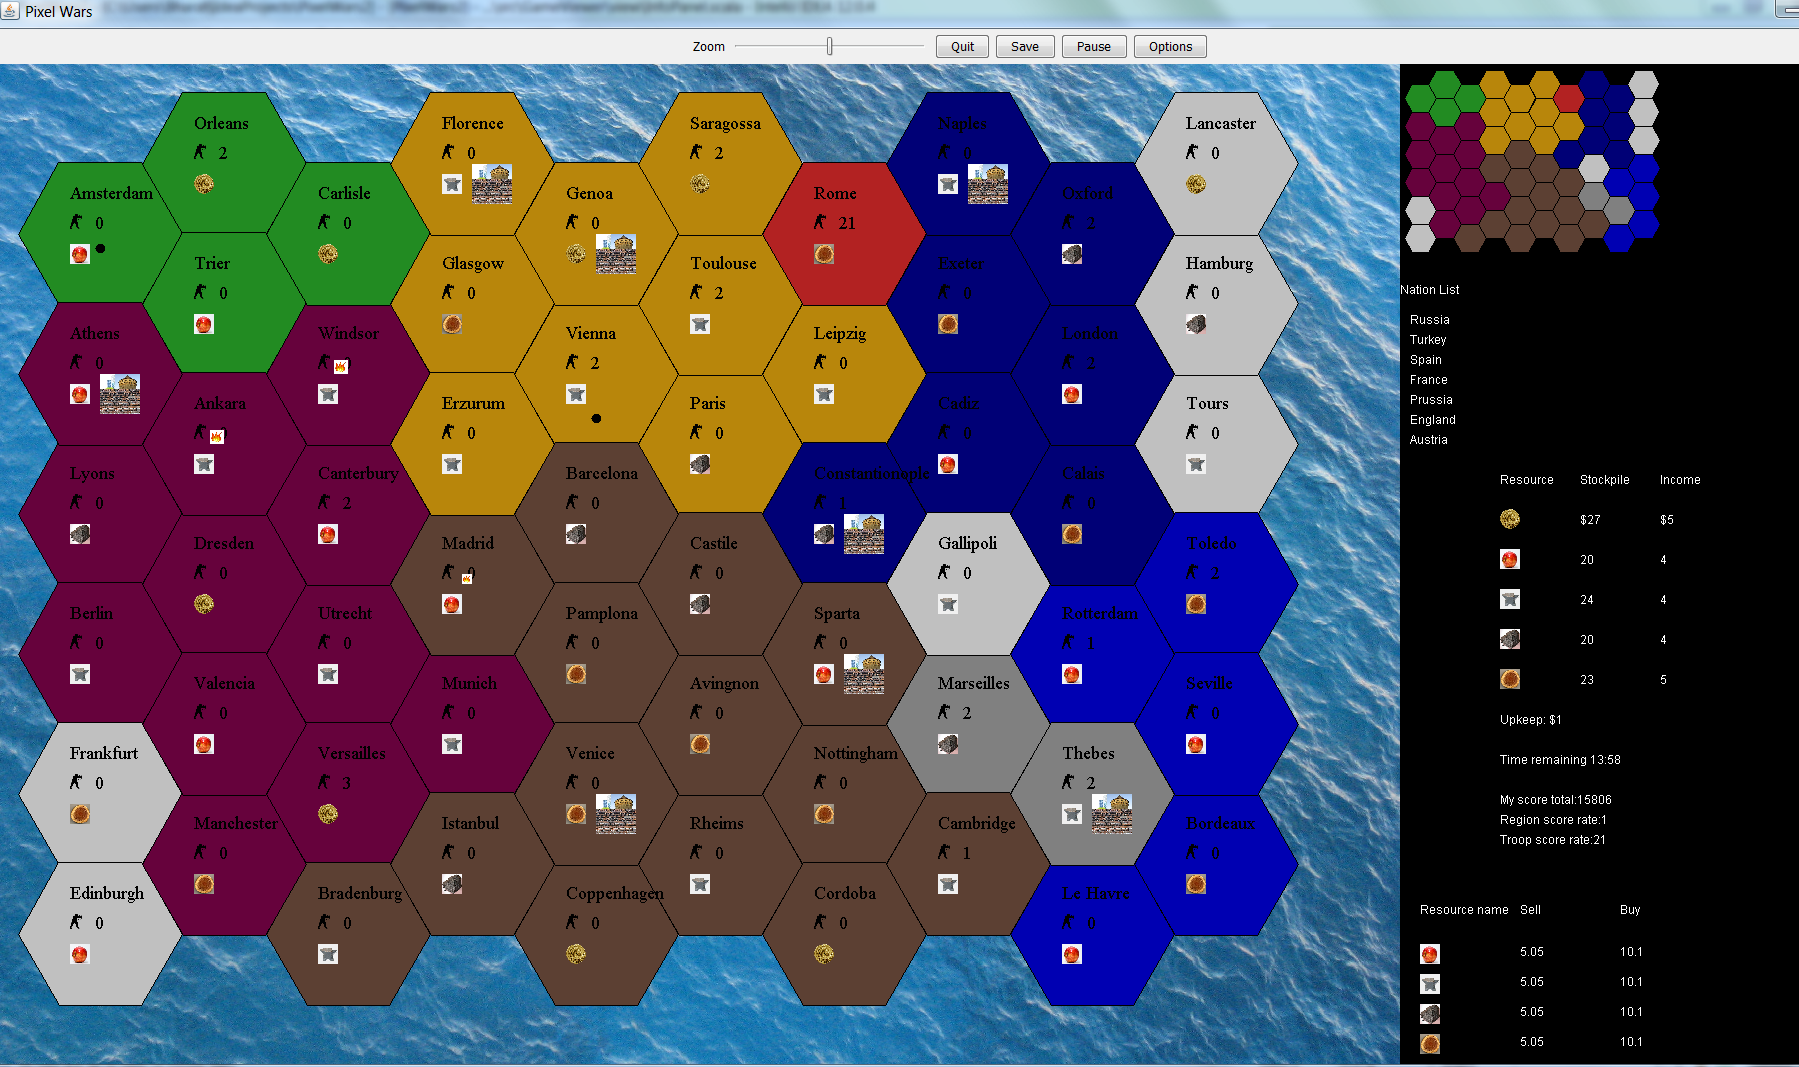 Pixel Wars
Zoom
Quit
Save
Pause
Options
Orleans
2
Florence
0
Saragossa
2
Naples
0
Lancaster
0
Amsterdam
0
Carlisle
0
Genoa
0
Rome
21
Oxford
2
Trier
0
Glasgow
0
Toulouse
2
Exeter
0
Hamburg
0
Athens
0
Windsor
Vienna
2
Leipzig
0
London
2
Ankara
Erzurum
0
Paris
0
Cadiz
0
Tours
0
Lyons
0
Canterbury
2
Barcelona
0
Constantionple
1
Calais
0
Dresden
0
Madrid
0
Castile
0
Gallipoli
0
Toledo
2
Berlin
0
Utrecht
0
Pamplona
0
Sparta
0
Rotterdam
1
Valencia
0
Munich
0
Avingnon
0
Marseilles
2
Seville
0
Frankfurt
0
Versailles
3
Venice
0
Nottingham
0
Thebes
2
Manchester
0
Istanbul
0
Rheims
0
Cambridge
1
Bordeaux
0
Edinburgh
0
Bradenburg
0
Coppenhagen
0
Cordoba
0
Le Havre
0
Nation List
Russia
Turkey
Spain
France
Prussia
England
Austria
Resource Stockpile Income
$27 $5
20 4
24 4
20 4
23 5
Upkeep: $1
Time remaining 13:58
My score total:15806
Region score rate:1
Troop score rate:21
Resource name Sell Buy
5.05 10.1
5.05 10.1
5.05 10.1
5.05 10.1